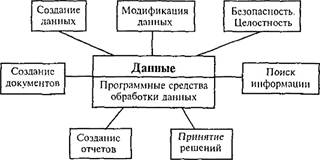 Создание
данных
Модификация
данных
Безопасность.
Целостность
Создание
документов
Данные
Программные средства
обработки данных
Поиск
информации
Создание
отчетов
Принятие
решений